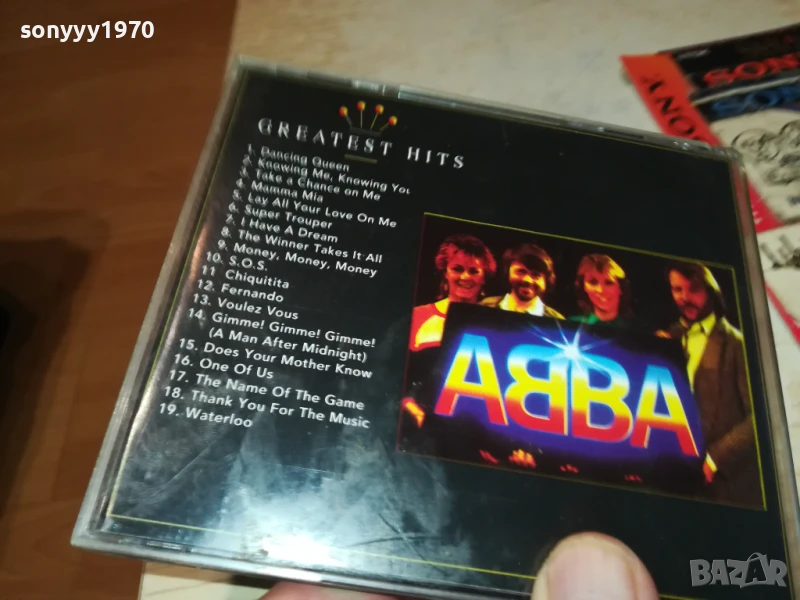 sonyyy1970
GREATEST HITS
1. Dancing Queen
2. Knowing Me, Knowing You
3. Take a Chance on Me
4. Mamma Mia
5. Lay All Your Love On Me
6. Super Trouper
7. I Have A Dream
8. The Winner Takes It All
9. Money, Money, Money
10. S.O.S.
11 Chiquitita
12. Fernando
13. Voulez Vous
14. Gimme! Gimme! Gimme!
(A Man After Midnight)
15. Does Your Mother Know
16. One Of Us
17. The Name Of The Game
18. Thank You For The Music
19. Waterloo
ABBA
SONY
BAZAR